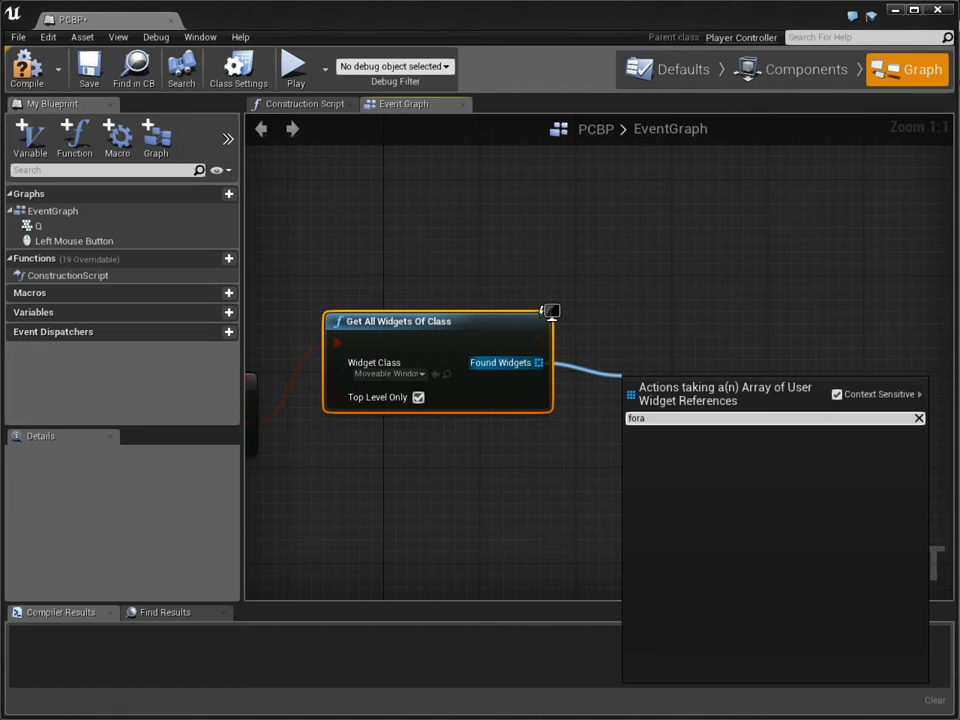 PCBP*
File Edit Asset View Debug Window Help
Parent class: Player Controller Search For Help
Compile Save Find in CB Search Class Settings Play
No debug object selected
Debug Filter
Defaults Components Graph
My Blueprint
Construction Script Event Graph
Variable Function Macro Graph
PCBP > EventGraph
Zoom 1:1
Search
Graphs
EventGraph
Q
Left Mouse Button
Functions (19 Overridable)
ConstructionScript
Macros
Variables
Event Dispatchers
Get All Widgets Of Class
Widget Class Found Widgets
Moveable Window
Top Level Only
Actions taking a(n) Array of User
Widget References
Context Sensitive
fora
Details
T
Compiler Results Find Results
Clear